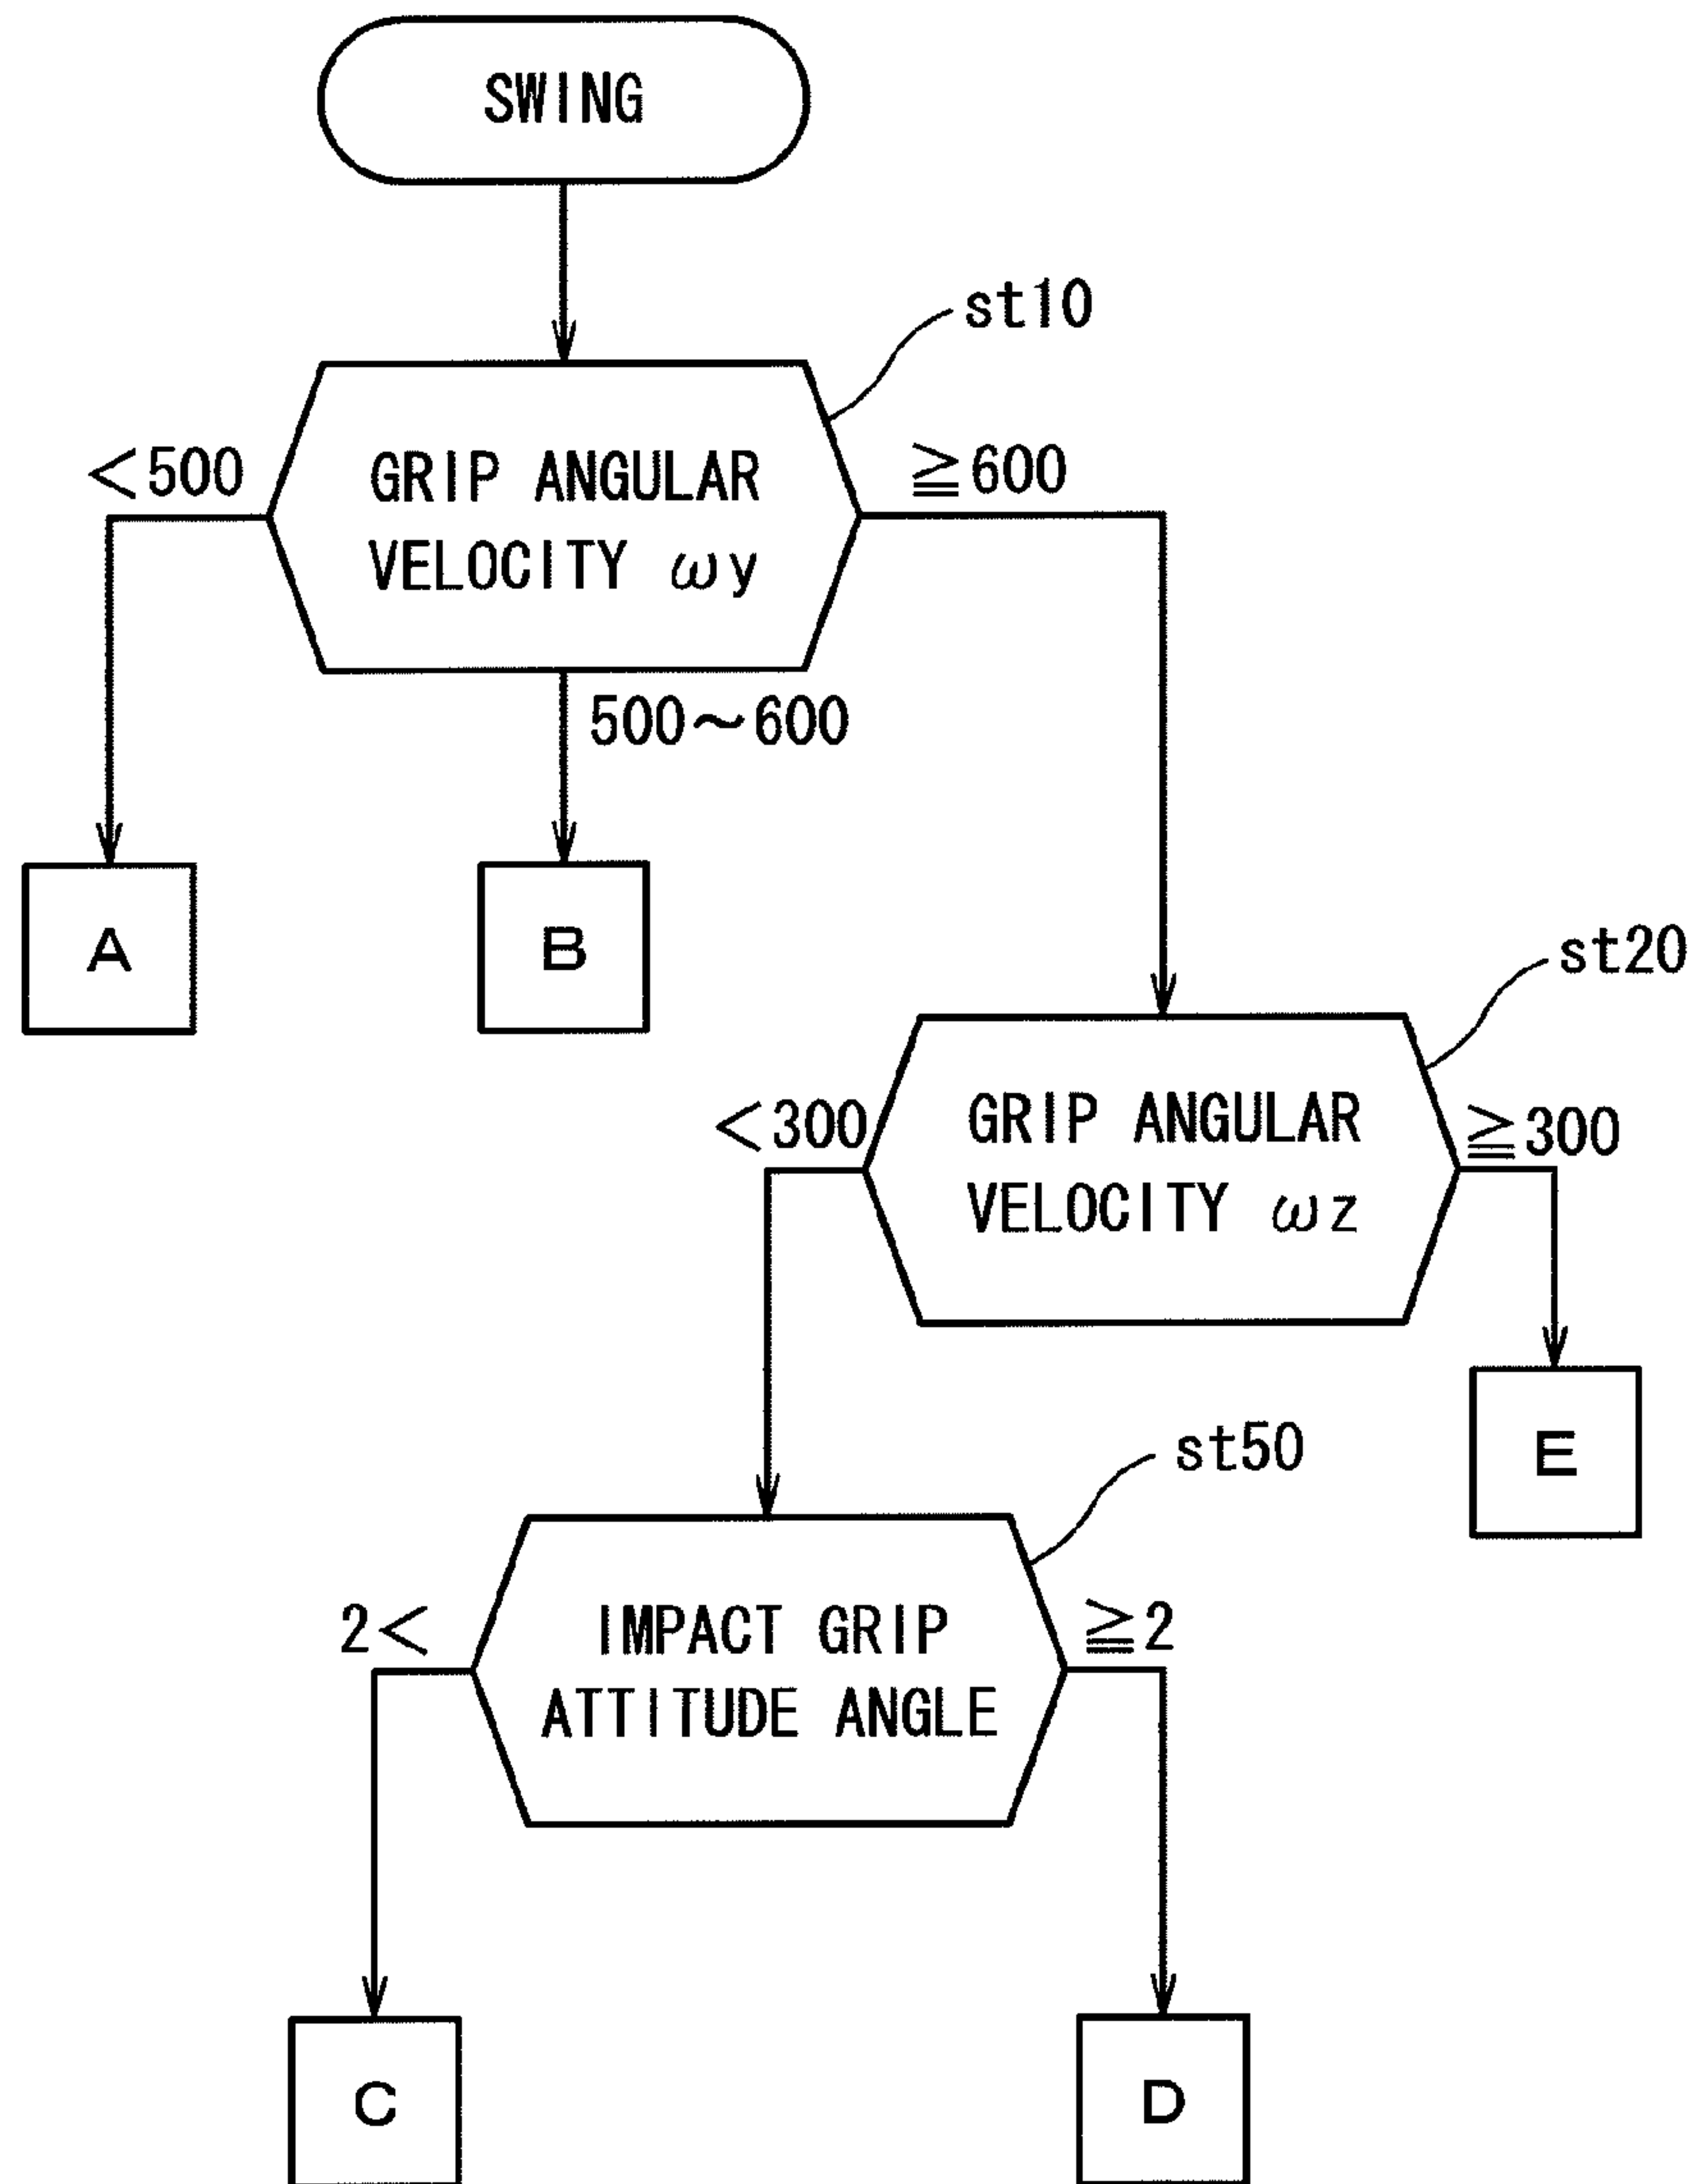 SWING
st10
<500
GRIP ANGULAR
VELOCITY ωy
≧600
500～600
A
B
st20
<300
GRIP ANGULAR
VELOCITY ωz
≧300
E
st50
2<
IMPACT GRIP
ATTITUDE ANGLE
≧2
C
D